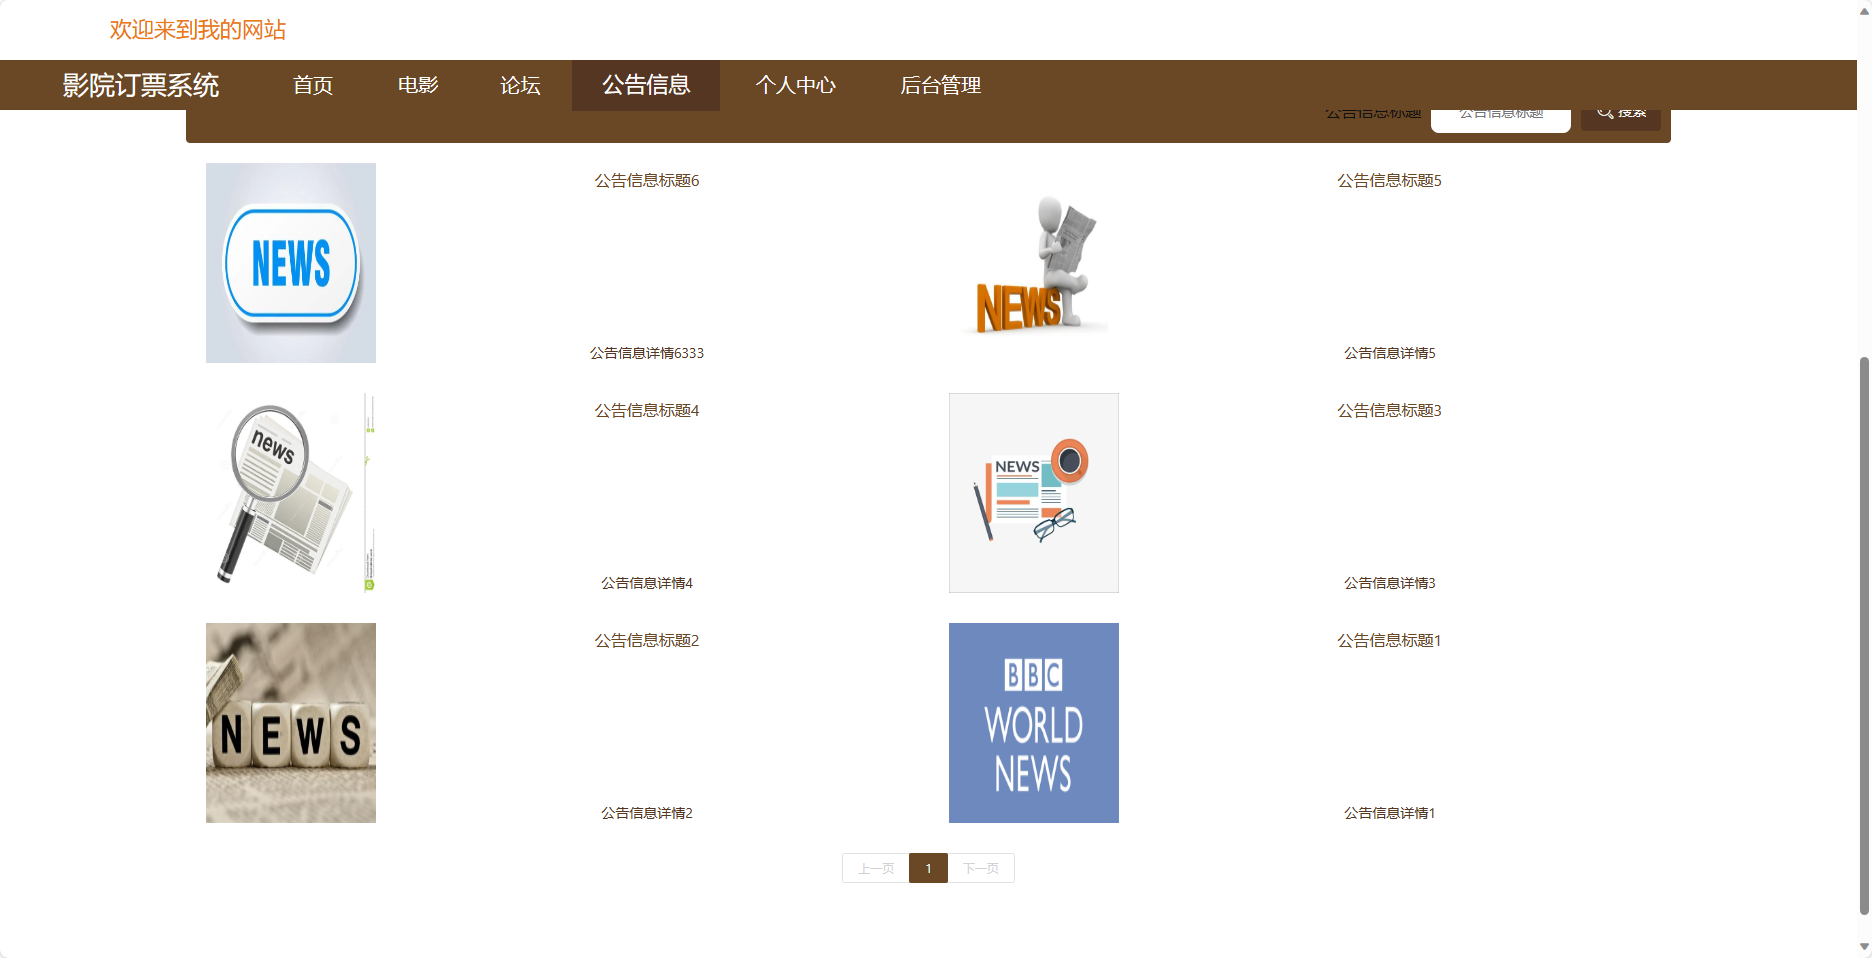 欢迎来到我的网站
影院订票系统 首页 电影 论坛 公告信息 个人中心 后台管理
公告信息标题 公告信息标题 搜索
NEWS
公告信息标题6
公告信息详情6333
NEWS
公告信息标题5
公告信息详情5
news
公告信息标题4
公告信息详情4
NEWS
公告信息标题3
公告信息详情3
NEWS
公告信息标题2
公告信息详情2
BBC
WORLD
NEWS
公告信息标题1
公告信息详情1
上一页 1 下一页